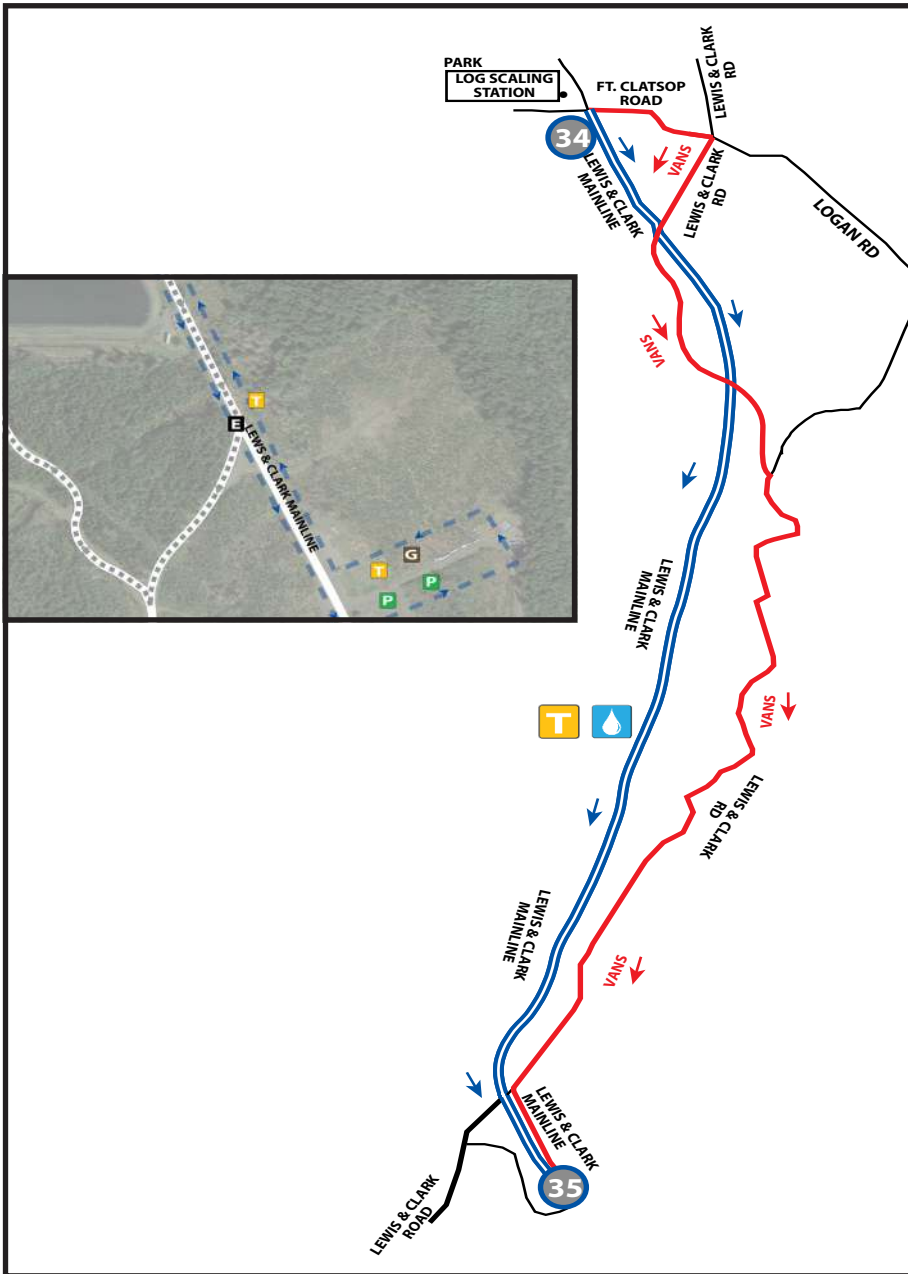 PARK
LOG SCALING
STATION
FT. CLATSOP
ROAD
LEWIS & CLARK
RD
34
VANS
LEWIS & CLARK
MAINLINE
LEWIS & CLARK
RD
LOGAN RD
VANS
T
E
LEWS & CLARK MAINLINE
G
T
P
P
LEWIS & CLARK
MAINLINE
T
VANS
LEWIS & CLARK
RD
LEWIS & CLARK
MAINLINE
VANS
LEWIS & CLARK
MAINLINE
35
LEWIS & CLARK
ROAD